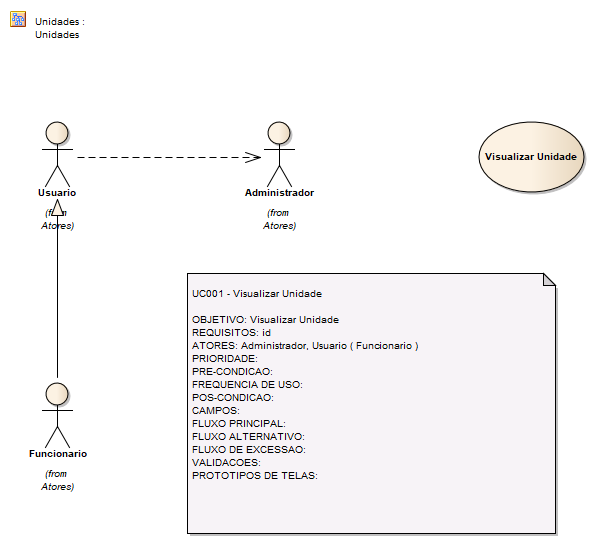 Unidades :
Unidades
Usuario
(from
Atores)
Administrador
(from
Atores)
Visualizar Unidade
UC001 - Visualizar Unidade
OBJETIVO: Visualizar Unidade
REQUISITOS: id
ATORES: Administrador, Usuario ( Funcionario )
PRIORIDADE:
PRE-CONDICAO:
FREQUENCIA DE USO:
POS-CONDICAO:
CAMPOS:
FLUXO PRINCIPAL:
FLUXO ALTERNATIVO:
FLUXO DE EXCESSAO:
VALIDACOES:
PROTOTIPOS DE TELAS:
Funcionario
(from
Atores)